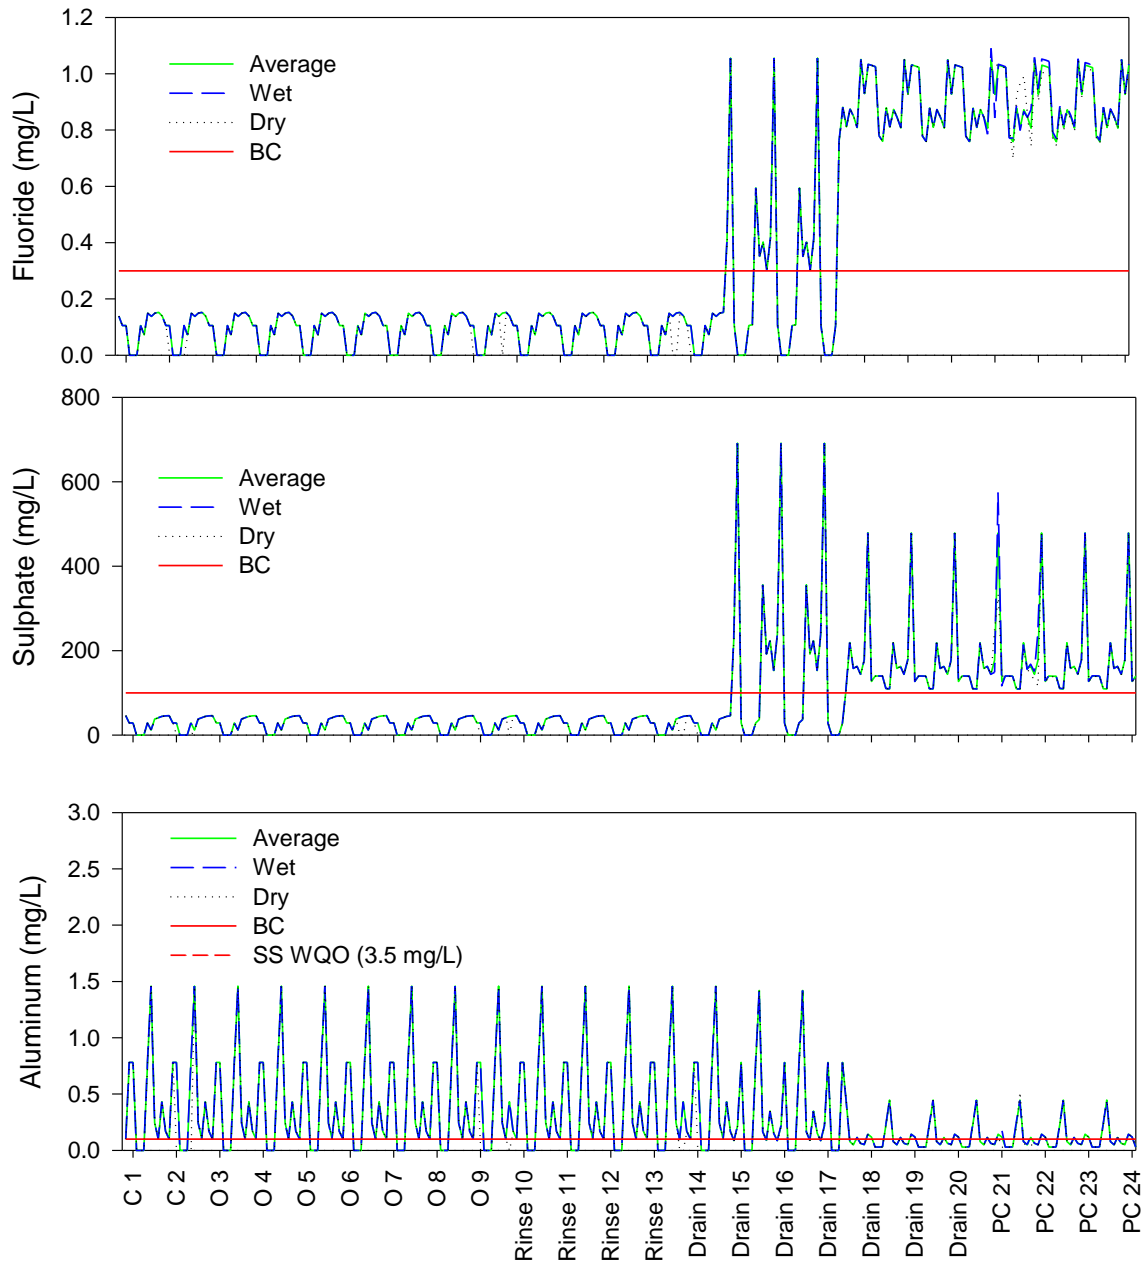 Fluoride (mg/L)
1.2
1.0
0.8
0.6
0.4
0.2
0.0
Average
Wet
Dry
BC
Sulphate (mg/L)
800
600
400
200
0
Average
Wet
Dry
BC
Aluminum (mg/L)
3.0
2.5
2.0
1.5
1.0
0.5
0.0
Average
Wet
Dry
BC
SS WQO (3.5 mg/L)
C 1
C 2
O 3
O 4
O 5
O 6
O 7
O 8
O 9
Rinse 10
Rinse 11
Rinse 12
Rinse 13
Drain 14
Drain 15
Drain 16
Drain 17
Drain 18
Drain 19
Drain 20
PC 21
PC 22
PC 23
PC 24